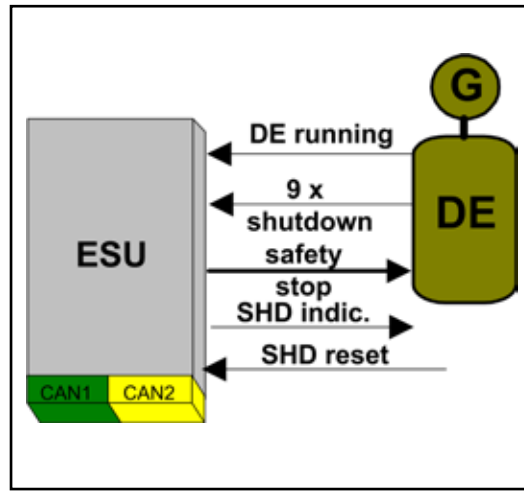 G
DE running
9 x
shutdown
DE
ESU
safety
stop
SHD indic.
SHD reset
CAN1 CAN2